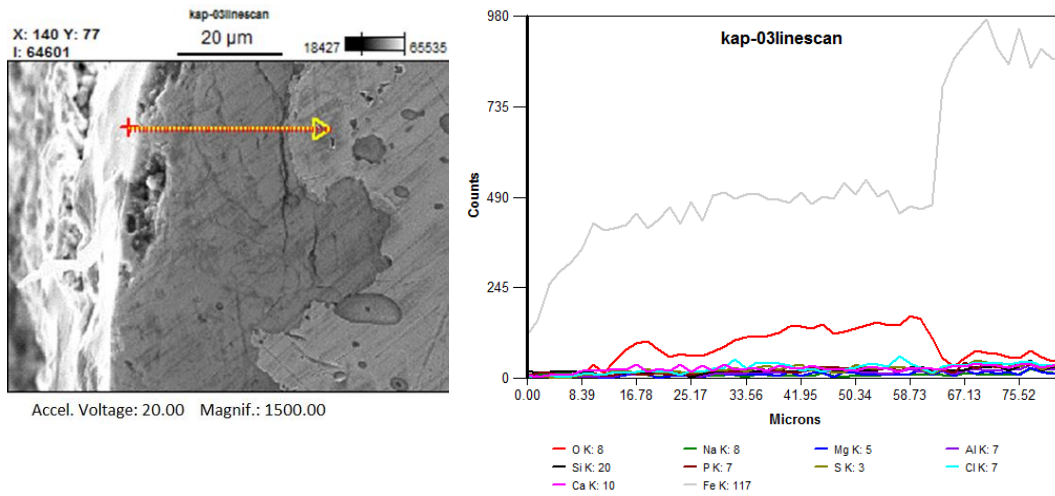 kap-03linescan
X: 140 Y: 77
I: 64601
20 µm
18427
65535
Accel. Voltage: 20.00 Magnif.: 1500.00
kap-03linescan
980
735
490
245
0
Counts
0.00 8.39 16.78 25.17 33.56 41.95 50.34 58.73 67.13 75.52
Microns
O K: 8 Na K: 8 Mg K: 5 Al K: 7
Si K: 20 P K: 7 S K: 3 Cl K: 7
Ca K: 10 Fe K: 117